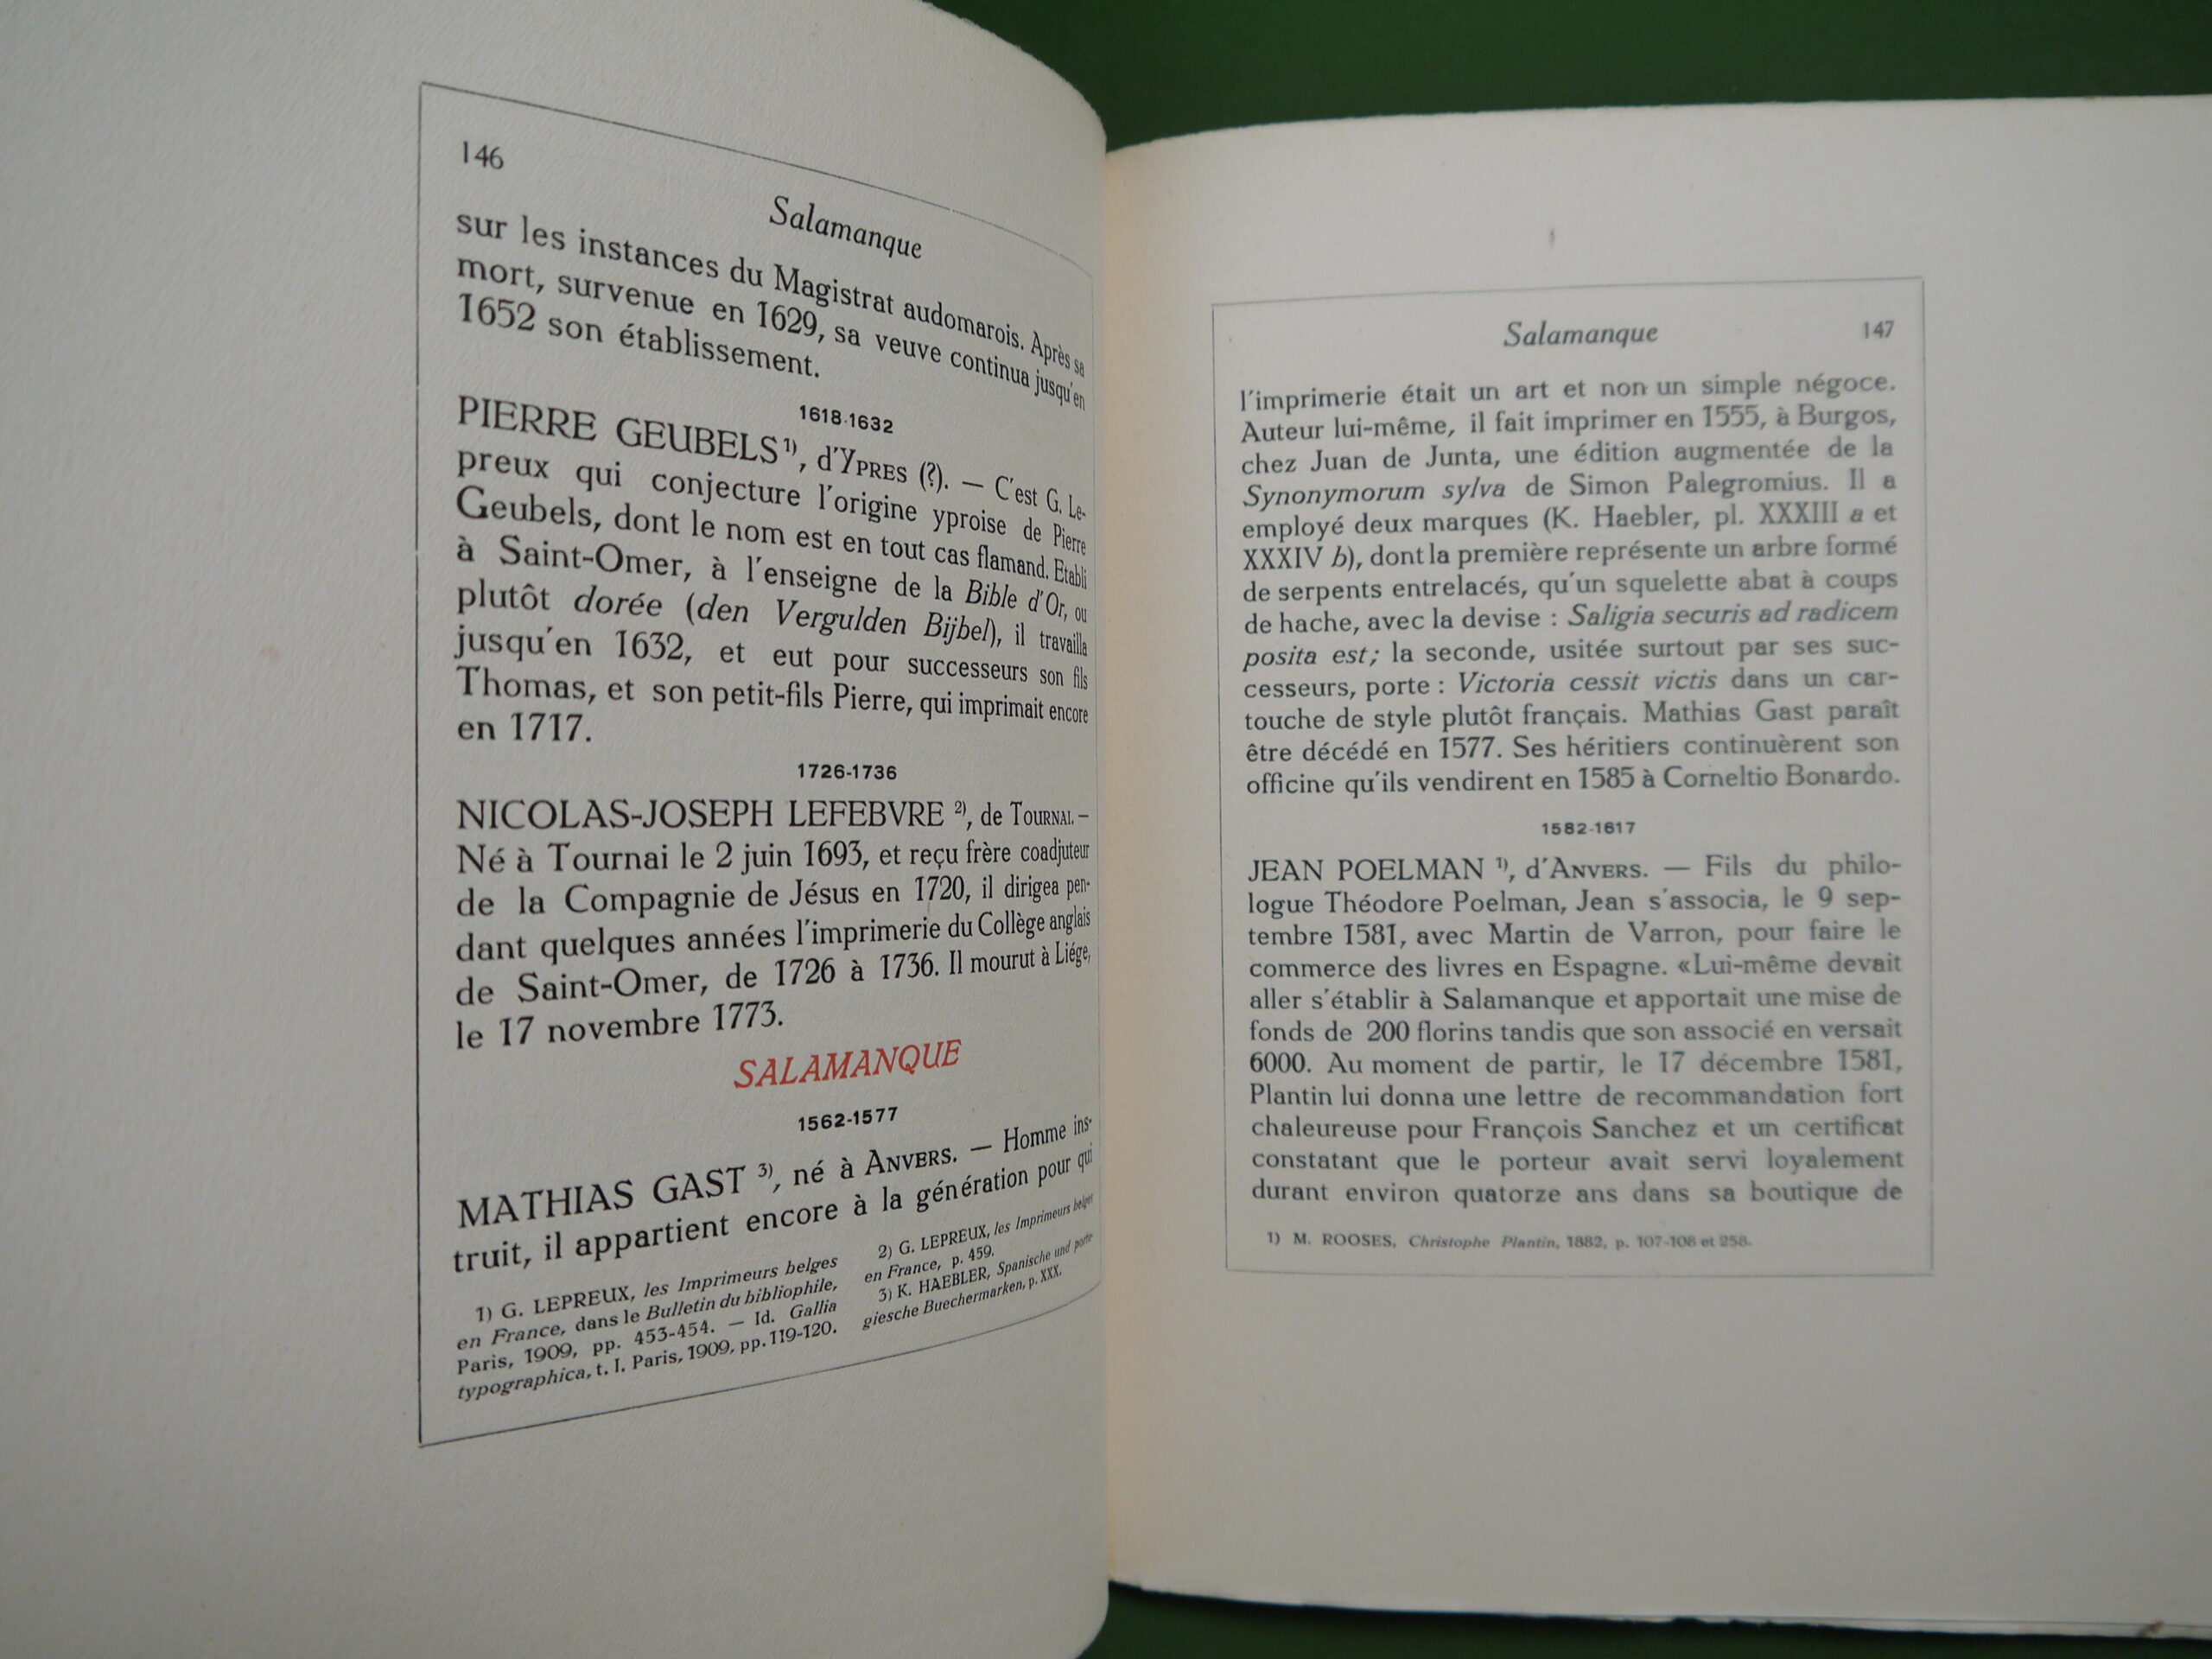 146
Salamanque
sur les instances du Magistrat audomarois. Après sa
mort, survenue en 1629, sa veuve continua jusqu'en
1652 son établissement.
1618-1632
PIERRE GEUBELS 1), d'YPRES (?). — C'est G. Le-
preux qui conjecture l'origine yproise de Pierre
Geubels, dont le nom est en tout cas flamand. Etabli
à Saint-Omer, à l'enseigne de la Bible d'Or, ou
plutôt dorée (den Vergulden Bijbel), il travailla
jusqu'en 1632, et eut pour successeurs son fils
Thomas, et son petit-fils Pierre, qui imprimait encore
en 1717.
1726-1736
NICOLAS-JOSEPH LEFEBVRE 2), de TOURNAI. —
Né à Tournai le 2 juin 1693, et reçu frère coadjuteur
de la Compagnie de Jésus en 1720, il dirigea pen-
dant quelques années l'imprimerie du Collège anglais
de Saint-Omer, de 1726 à 1736. Il mourut à Liége,
le 17 novembre 1773.
SALAMANQUE
1562-1577
MATHIAS GAST 3), né à ANVERS. — Homme ins-
truit, il appartient encore à la génération pour qui
1) G. LEPREUX, les Imprimeurs belges
en France, dans le Bulletin du bibliophile,
Paris, 1909, pp. 453-454. — Id. Gallia
typographica, t. I. Paris, 1909, pp. 119-120.
2) G. LEPREUX, les Imprimeurs belges
en France, p. 459.
3) K. HAEBLER, Spanische und porte
giesche Buechermarken, p. XXX.
Salamanque 147
l'imprimerie était un art et non un simple négoce.
Auteur lui-même, il fait imprimer en 1555, à Burgos,
chez Juan de Junta, une édition augmentée de la
Synonymorum sylva de Simon Palegromius. Il a
employé deux marques (K. Haebler, pl. XXXIII a et
XXXIV b), dont la première représente un arbre formé
de serpents entrelacés, qu'un squelette abat à coups
de hache, avec la devise : Saligia securis ad radicem
posita est; la seconde, usitée surtout par ses suc-
cesseurs, porte : Victoria cessit victis dans un car-
touche de style plutôt français. Mathias Gast paraît
être décédé en 1577. Ses héritiers continuèrent son
officine qu'ils vendirent en 1585 à Corneltio Bonardo.
1582-1617
JEAN POELMAN 1), d'ANVERS. — Fils du philo-
logue Théodore Poelman, Jean s'associa, le 9 sep-
tembre 1581, avec Martin de Varron, pour faire le
commerce des livres en Espagne. «Lui-même devait
aller s'établir à Salamanque et apportait une mise de
fonds de 200 florins tandis que son associé en versait
6000. Au moment de partir, le 17 décembre 1581,
Plantin lui donna une lettre de recommandation fort
chaleureuse pour François Sanchez et un certificat
constatant que le porteur avait servi loyalement
durant environ quatorze ans dans sa boutique de
1) M. ROOSES, Christophe Plantin, 1882, p. 107-108 et 258.